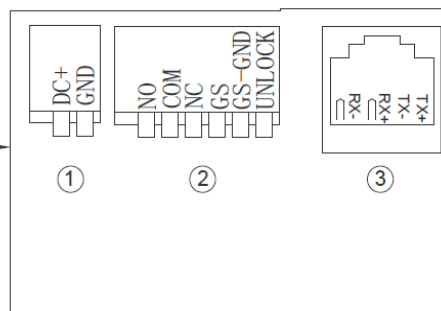 DC+
GND
NO
COM
NC
GS
GS-GND
UNLOCK
RX-
RX+
TX-
TX+
①
②
③